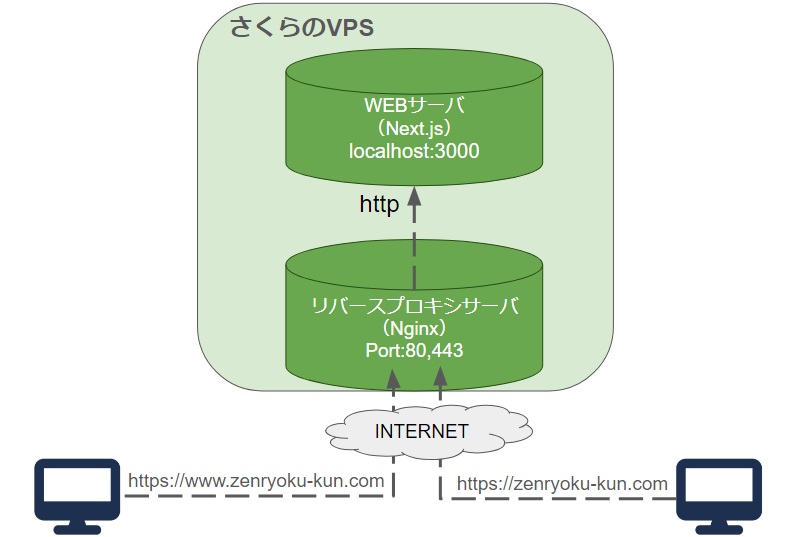 さくらのVPS
WEBサーバ
（Next.js）
localhost:3000
http
リバースプロキシサーバ
（Nginx）
Port:80,443
INTERNET
https://www.zenryoku-kun.com
https://zenryoku-kun.com